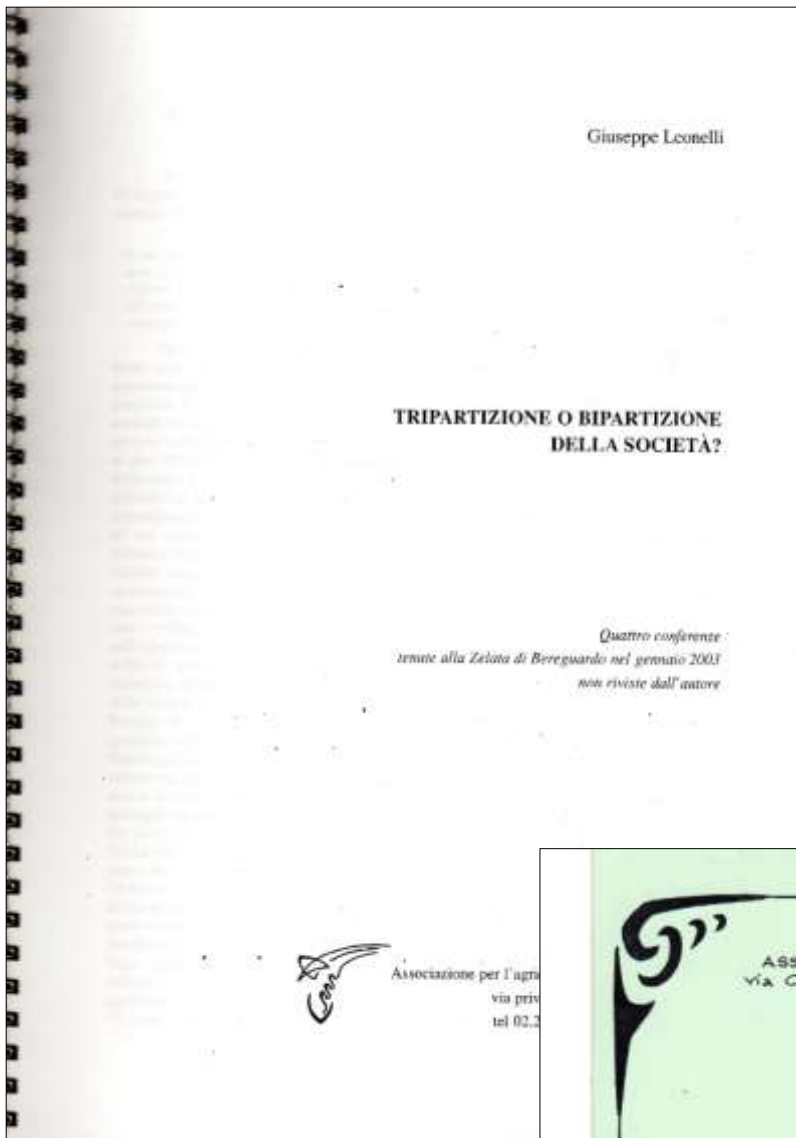 Giuseppe Leonelli
TRIPARTIZIONE O BIPARTIZIONE
DELLA SOCIETÀ?
Quattro conferenze
tenute alla Zelata di Bereguardo nel gennaio 2003
non riviste dall'autore
Associazione per l'agr
via priv
tel 02.2
ASS
via